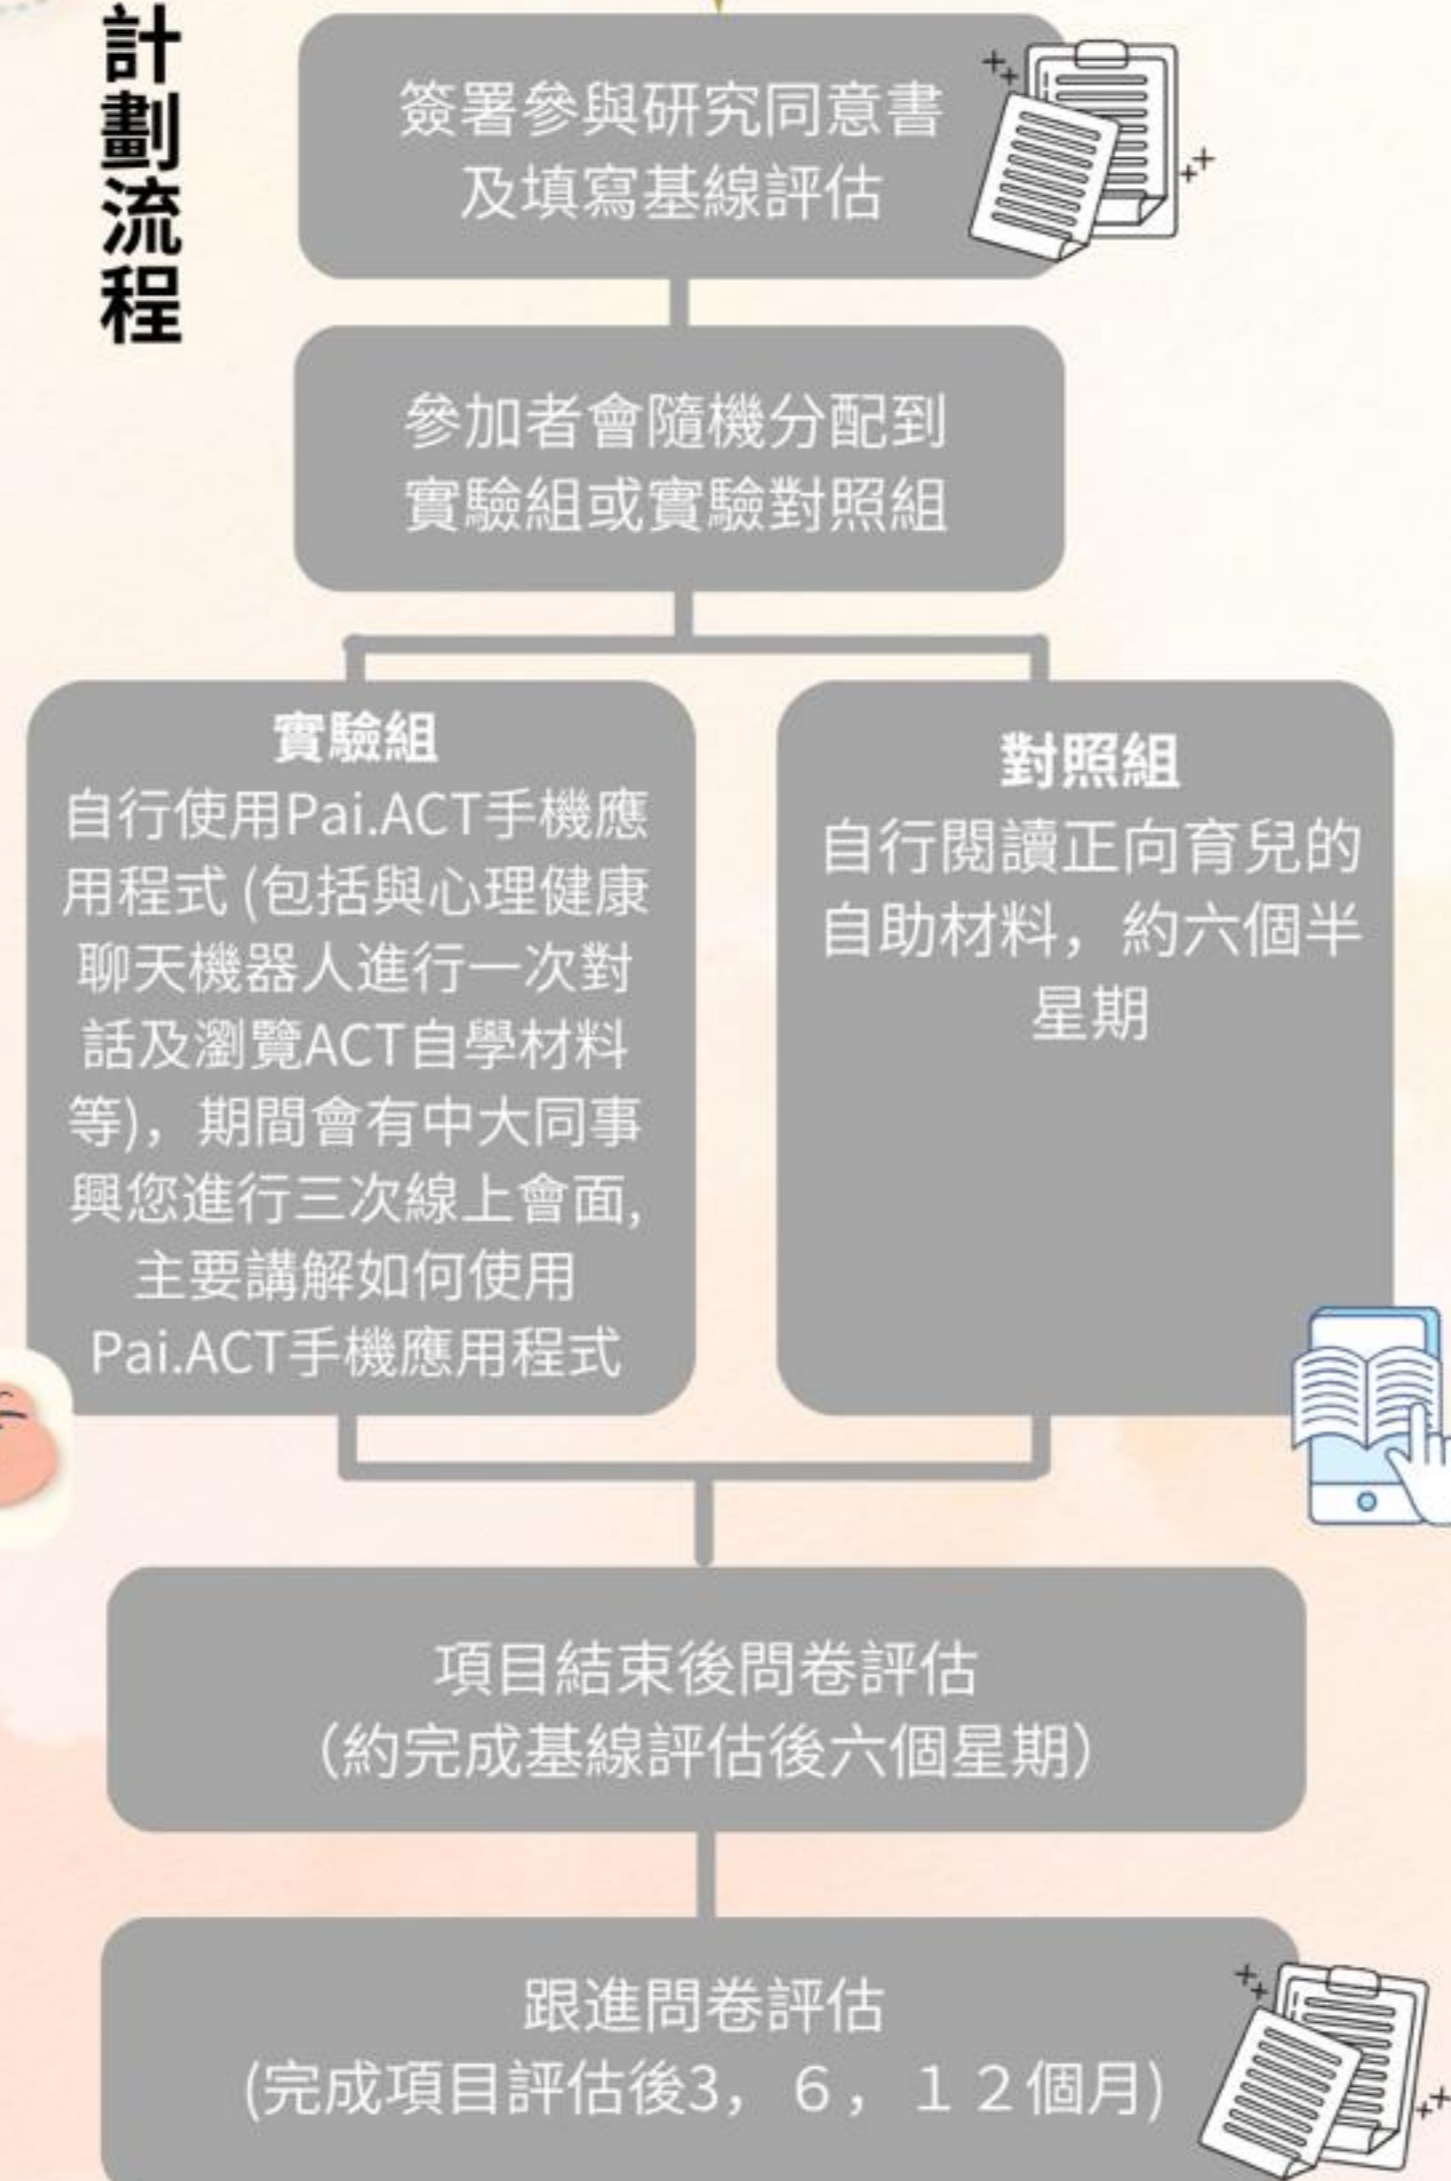 計劃流程
簽署參與研究同意書
及填寫基線評估
參加者會隨機分配到
實驗組或實驗對照組
實驗組
自行使用Pai.ACT手機應
用程式 (包括與心理健康
聊天機器人進行一次對
話及瀏覽ACT自學材料
等)，期間會有中大同事
興您進行三次線上會面,
主要講解如何使用
Pai.ACT手機應用程式
對照組
自行閱讀正向育兒的
自助材料，約六個半
星期
項目結束後問卷評估
（約完成基線評估後六個星期）
跟進問卷評估
(完成項目評估後3，６，１２個月)